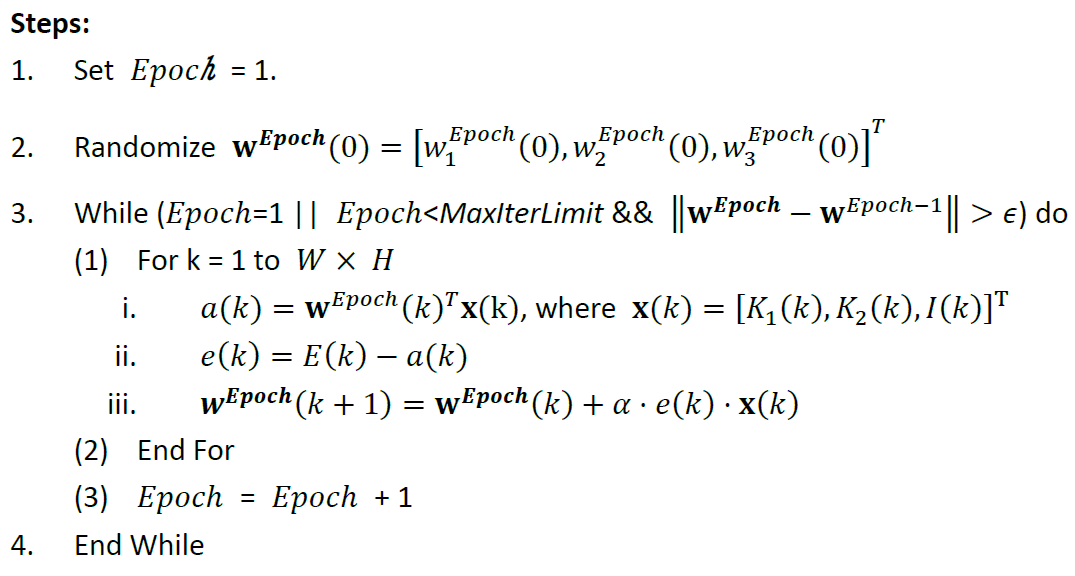 Steps:
1. Set Epoch = 1.
2. Randomize w^Epoch(0) = [w₁^Epoch(0), w₂^Epoch(0), w₃^Epoch(0)]^T
3. While (Epoch=1 || Epoch<MaxIterLimit && ‖w^Epoch − w^Epoch−1‖ > ϵ) do
(1) For k = 1 to W × H
i. a(k) = w^Epoch(k)^T x(k), where x(k) = [K₁(k), K₂(k), I(k)]^T
ii. e(k) = E(k) − a(k)
iii. w^Epoch(k + 1) = w^Epoch(k) + α · e(k) · x(k)
(2) End For
(3) Epoch = Epoch + 1
4. End While